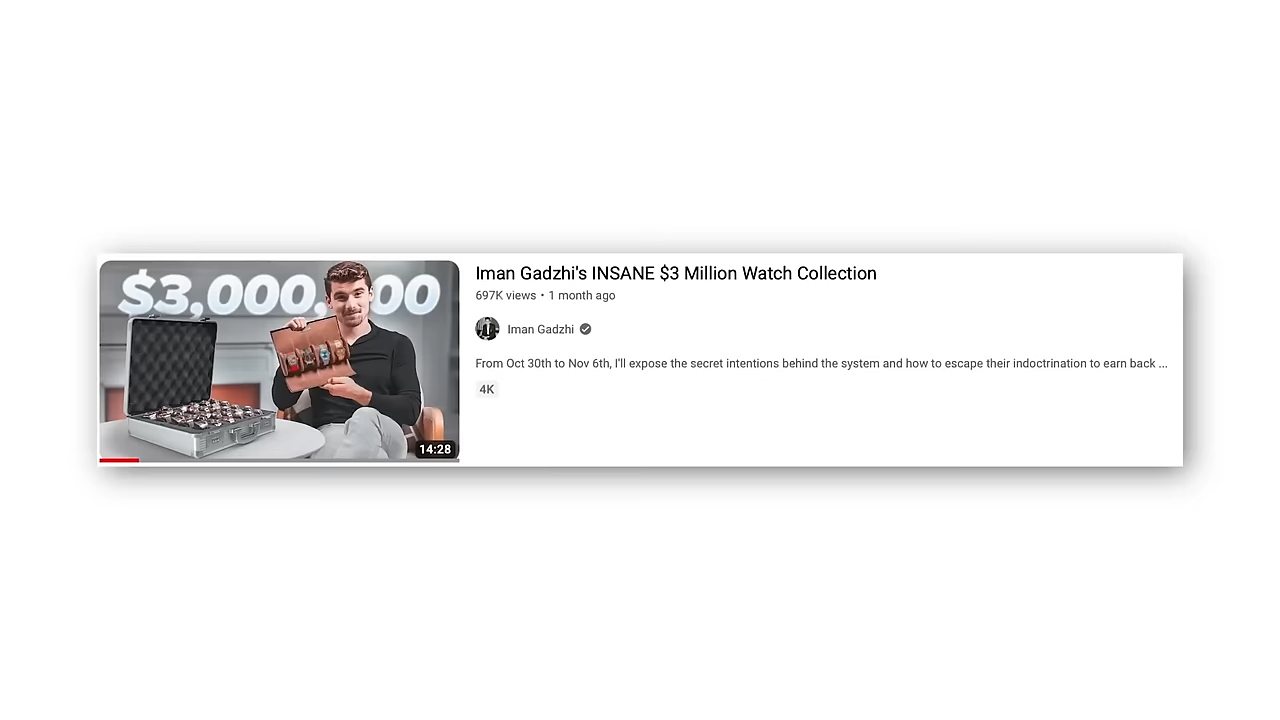 $3,000,000
Iman Gadzhi's INSANE $3 Million Watch Collection
697K views • 1 month ago
Iman Gadzhi
From Oct 30th to Nov 6th, I'll expose the secret intentions behind the system and how to escape their indoctrination to earn back ...
4K
14:28